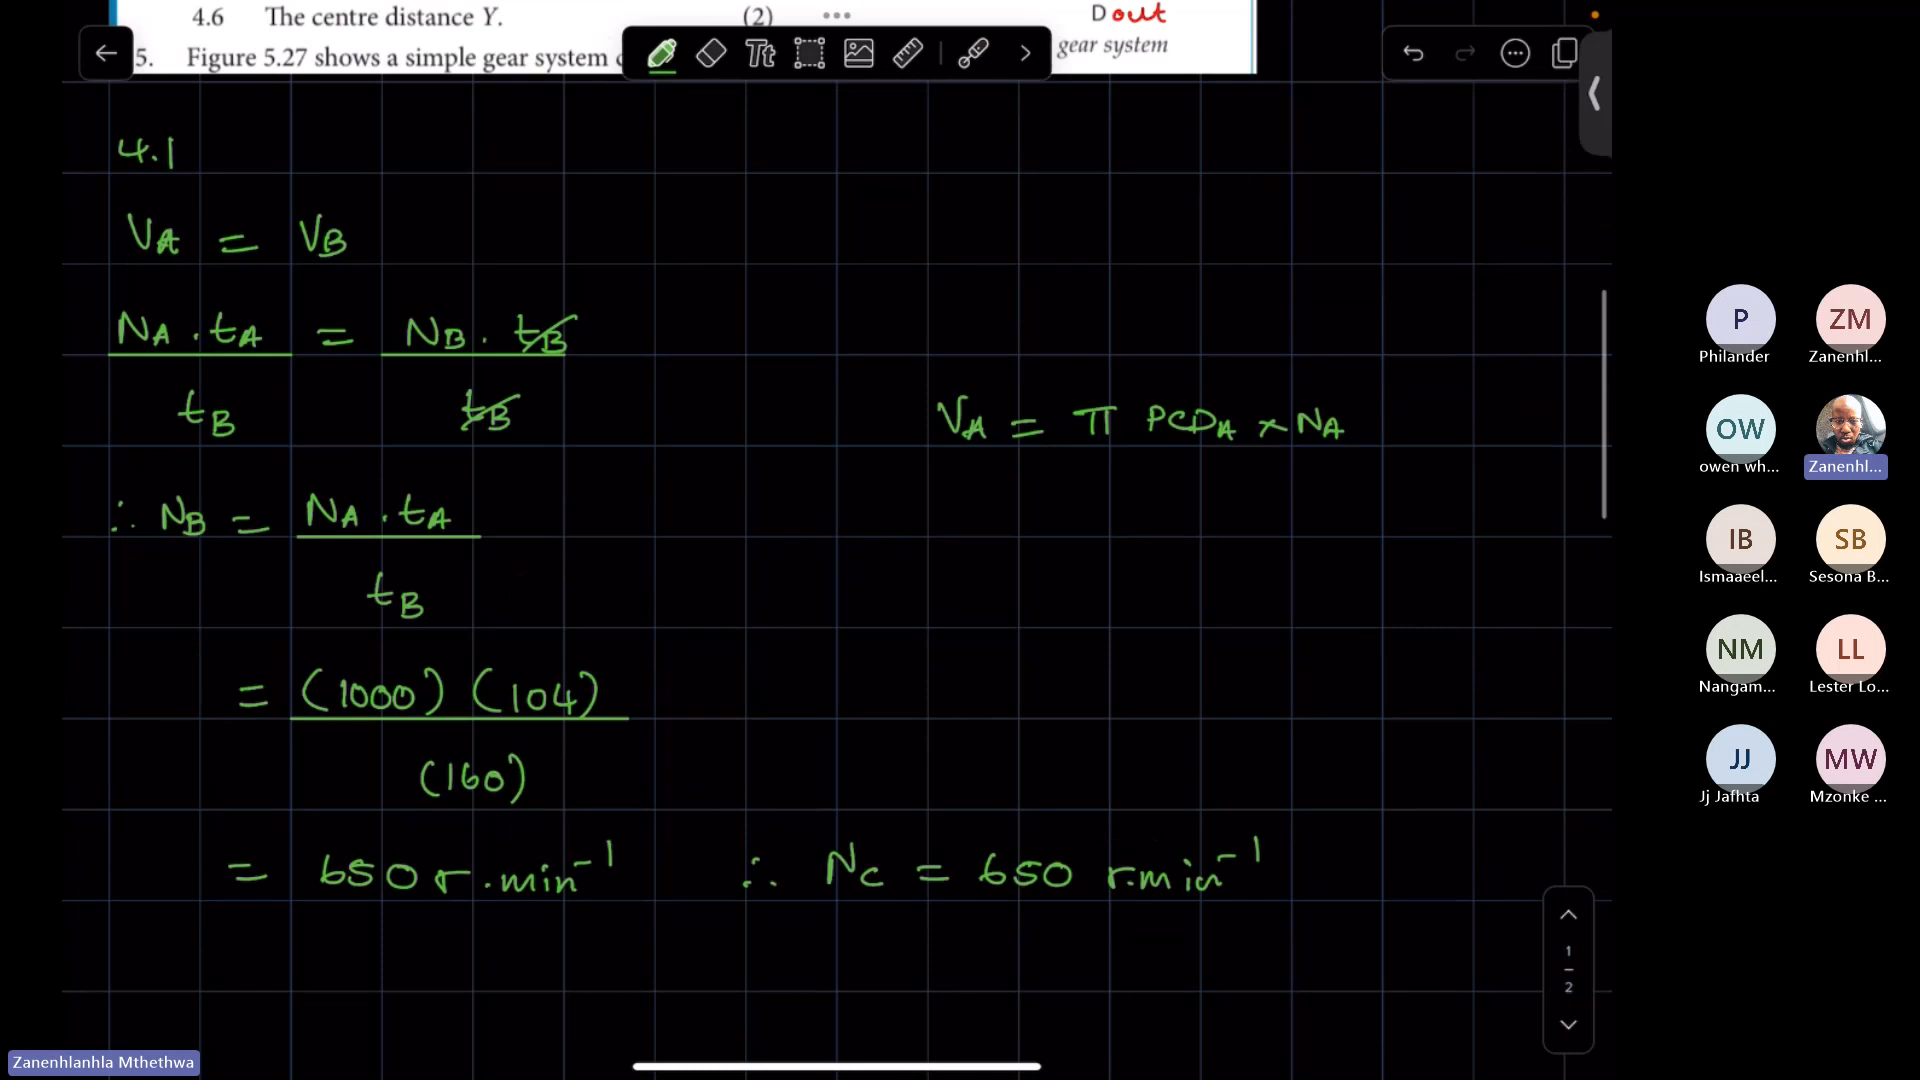 4.6 The centre distance Y. (2)
D out
5. Figure 5.27 shows a simple gear system
gear system
Tt
4.1
VA = VB
NA . tA = NB . tB
tB tB
VA = π PCDA × NA
∴ NB = NA . tA
tB
= (1000) (104)
(160)
= 650 r.min⁻¹ ∴ NC = 650 r.min⁻¹
1
2
P
Philander
ZM
Zanenhl...
OW
owen wh...
Zanenhl...
IB
Ismaaeel...
SB
Sesona B...
NM
Nangam...
LL
Lester Lo...
JJ
Jj Jafhta
MW
Mzonke ...
Zanenhlanhla Mthethwa